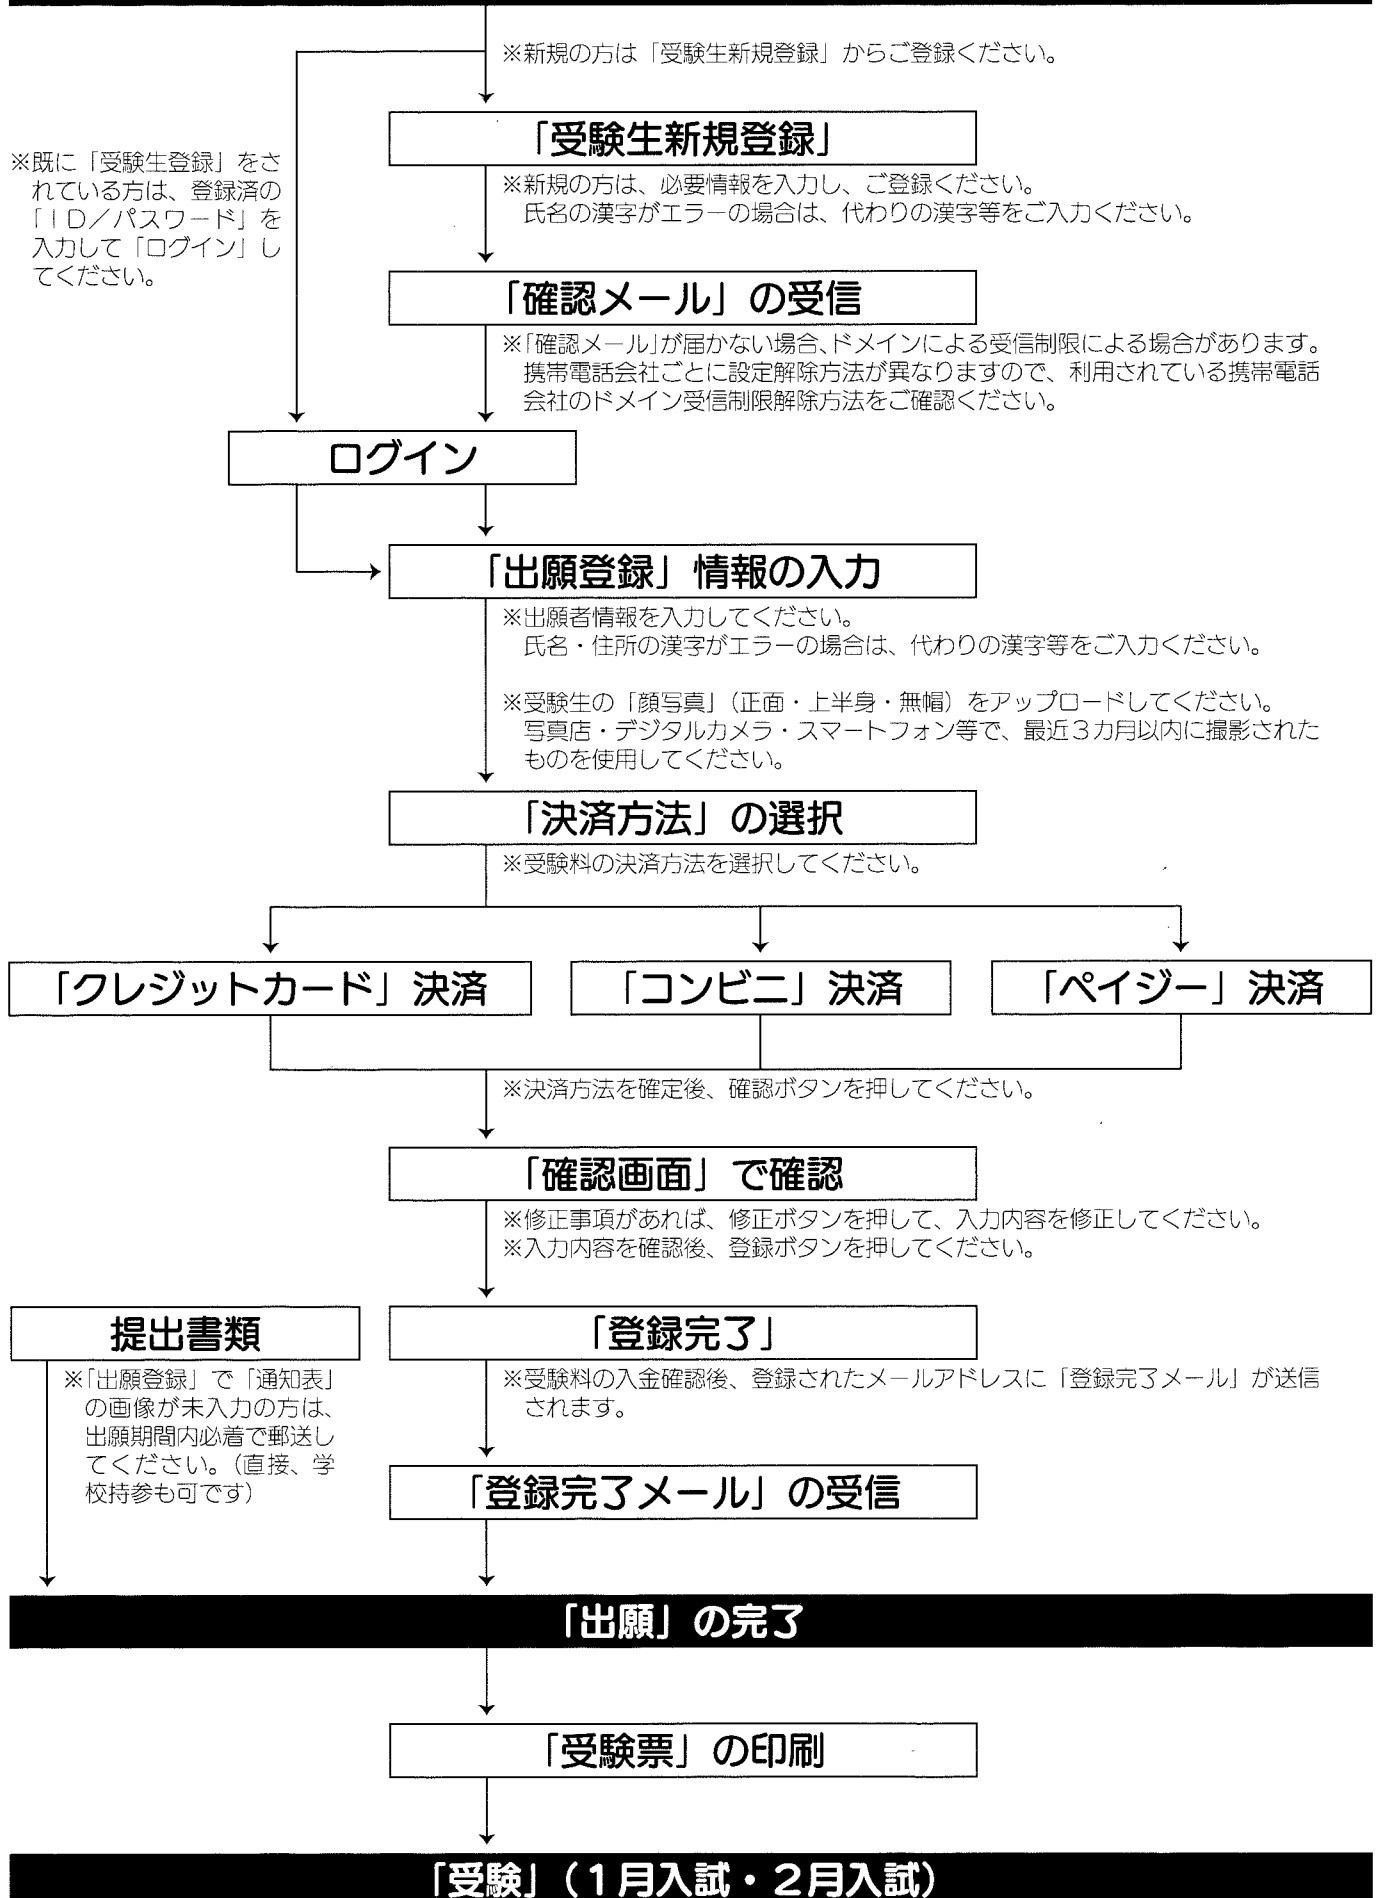 ※新規の方は「受験生新規登録」からご登録ください。
「受験生新規登録」
※既に「受験生登録」をさ
れている方は、登録済の
「ID／パスワード」を
入力して「ログイン」し
てください。
※新規の方は、必要情報を入力し、ご登録ください。
氏名の漢字がエラーの場合は、代わりの漢字等をご入力ください。
「確認メール」の受信
※「確認メール」が届かない場合、ドメインによる受信制限による場合があります。
携帯電話会社ごとに設定解除方法が異なりますので、利用されている携帯電話
会社のドメイン受信制限解除方法をご確認ください。
ログイン
「出願登録」情報の入力
※出願者情報を入力してください。
氏名・住所の漢字がエラーの場合は、代わりの漢字等をご入力ください。
※受験生の「顔写真」（正面・上半身・無帽）をアップロードしてください。
写真店・デジタルカメラ・スマートフォン等で、最近３カ月以内に撮影された
ものを使用してください。
「決済方法」の選択
※受験料の決済方法を選択してください。
「クレジットカード」決済
「コンビニ」決済
「ペイジー」決済
※決済方法を確定後、確認ボタンを押してください。
「確認画面」で確認
※修正事項があれば、修正ボタンを押して、入力内容を修正してください。
※入力内容を確認後、登録ボタンを押してください。
提出書類
※「出願登録」で「通知表」
の画像が未入力の方は、
出願期間内必着で郵送し
てください。（直接、学
校持参も可です）
「登録完了」
※受験料の入金確認後、登録されたメールアドレスに「登録完了メール」が送信
されます。
「登録完了メール」の受信
「出願」の完了
「受験票」の印刷
「受験」（１月入試・２月入試）